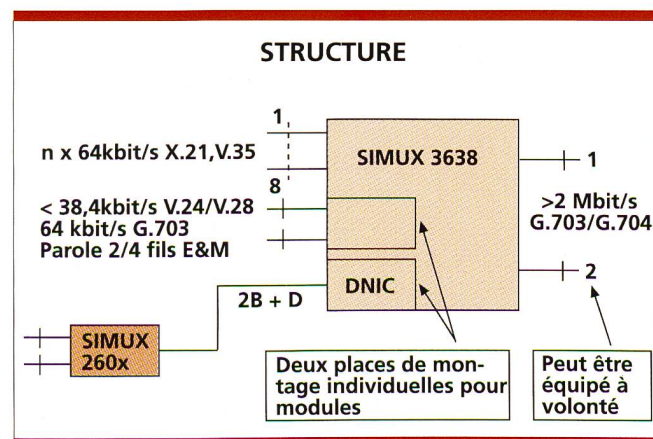 STRUCTURE
1
n x 64kbit/s X.21,V.35
SIMUX 3638
1
8
< 38,4kbit/s V.24/V.28
64 kbit/s G.703
Parole 2/4 fils E&M
>2 Mbit/s
G.703/G.704
DNIC
2
2B + D
SIMUX
260x
Deux places de mon-
tage individuelles pour
modules
Peut être
équipé à
volonté